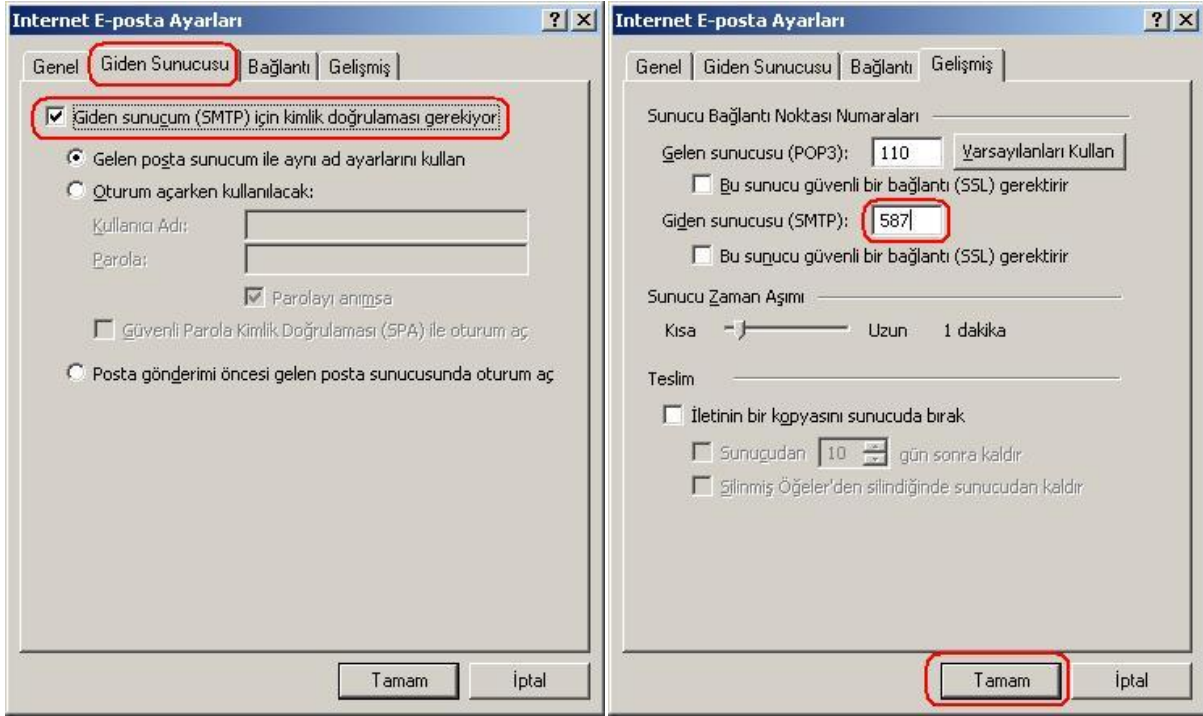 Internet E-posta Ayarları
Genel Giden Sunucusu Bağlantı Gelişmiş
Giden sunucum (SMTP) için kimlik doğrulaması gerekiyor
Gelen posta sunucum ile aynı ad ayarlarını kullan
Oturum açarken kullanılacak:
Kullanıcı Adı:
Parola:
Parolayı anımsa
Güvenli Parola Kimlik Doğrulaması (SPA) ile oturum aç
Posta gönderimi öncesi gelen posta sunucusunda oturum aç
Tamam İptal
Internet E-posta Ayarları
Genel Giden Sunucusu Bağlantı Gelişmiş
Sunucu Bağlantı Noktası Numaraları
Gelen sunucusu (POP3): 110 Varsayılanları Kullan
Bu sunucu güvenli bir bağlantı (SSL) gerektirir
Giden sunucusu (SMTP): 587
Bu sunucu güvenli bir bağlantı (SSL) gerektirir
Sunucu Zaman Aşımı
Kısa Uzun 1 dakika
Teslim
İletinin bir kopyasını sunucuda bırak
Sunucudan 10 gün sonra kaldır
Silinmiş Öğeler'den silindiğinde sunucudan kaldır
Tamam İptal